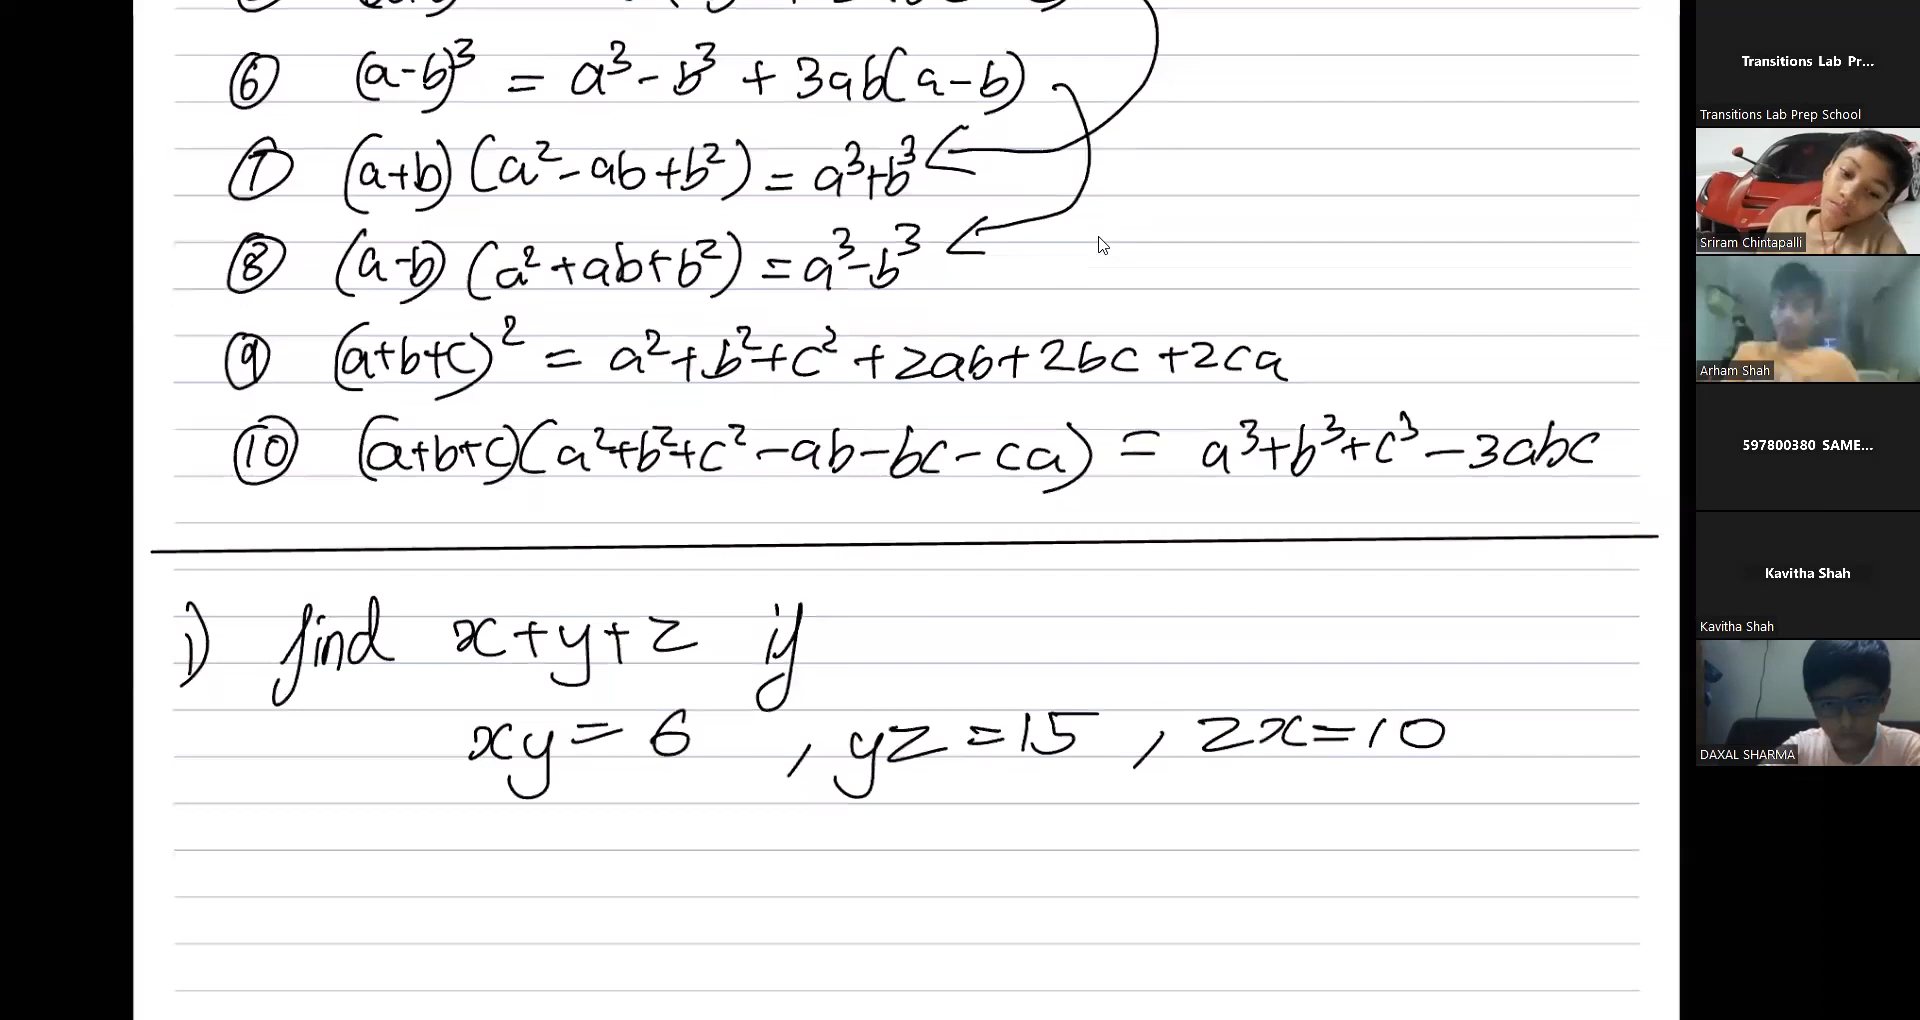 ⑥ (a-b)³ = a³-b³ + 3ab(a-b)
⑦ (a+b)(a²-ab+b²) = a³+b³
⑧ (a-b)(a²+ab+b²) = a³-b³
⑨ (a+b+c)² = a²+b²+c²+2ab+2bc+2ca
⑩ (a+b+c)(a²+b²+c²-ab-bc-ca) = a³+b³+c³-3abc
1) find x+y+z if
xy=6 , yz=15 , zx=10
Transitions Lab Pr...
Transitions Lab Prep School
Sriram Chintapalli
Arham Shah
597800380 SAME...
Kavitha Shah
Kavitha Shah
DAXAL SHARMA